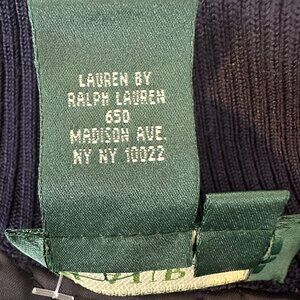 LAUREN BY
RALPH LAUREN
650
MADISON AVE.
NY NY 10022